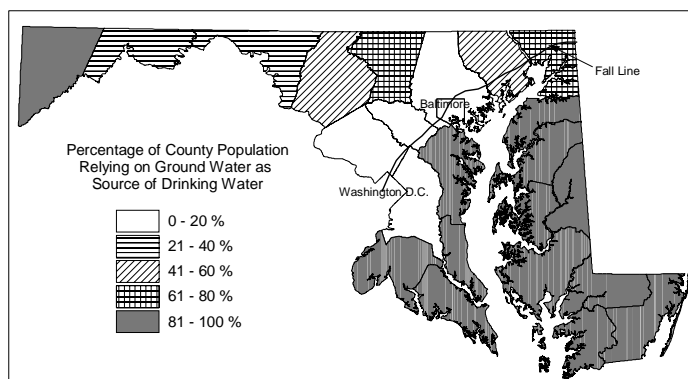 Fall Line
Baltimore
Percentage of County Population
Relying on Ground Water as
Source of Drinking Water
Washington D.C.
0 - 20 %
21 - 40 %
41 - 60 %
61 - 80 %
81 - 100 %